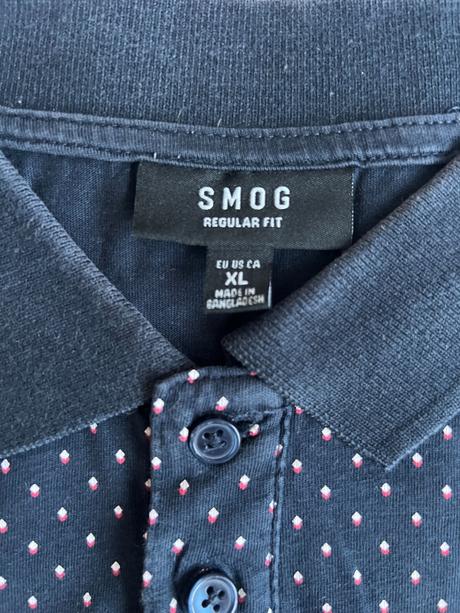 SMOG
REGULAR FIT
EU US CA
XL
MADE IN
BANGLADESH